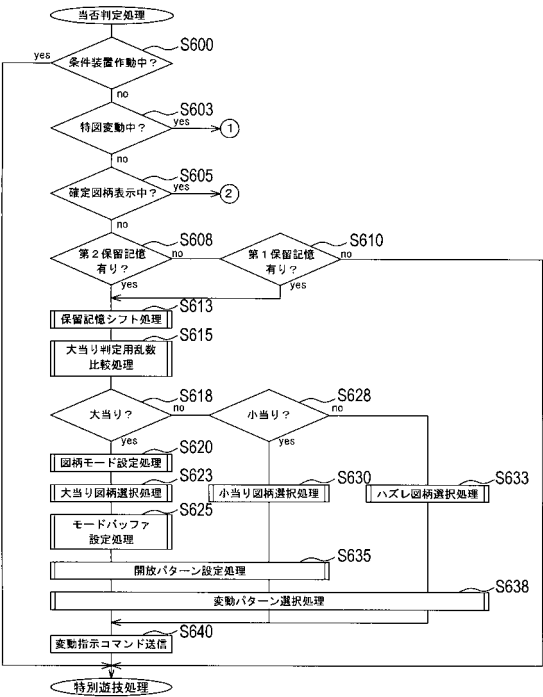 当否判定処理
S600
yes
条件装置作動中？
no
S603
特図変動中？
yes
1
no
S605
確定図柄表示中？
yes
2
no
S608
第２保留記憶
有り？
no
S610
第１保留記憶
有り？
no
yes
yes
S613
保留記憶シフト処理
S615
大当り判定用乱数
比較処理
S618
大当り？
no
S628
小当り？
no
yes
yes
S620
図柄モード設定処理
S623
大当り図柄選択処理
S630
小当り図柄選択処理
S633
ハズレ図柄選択処理
S625
モードバッファ
設定処理
S635
開放パターン設定処理
S638
変動パターン選択処理
S640
変動指示コマンド送信
特別遊技処理